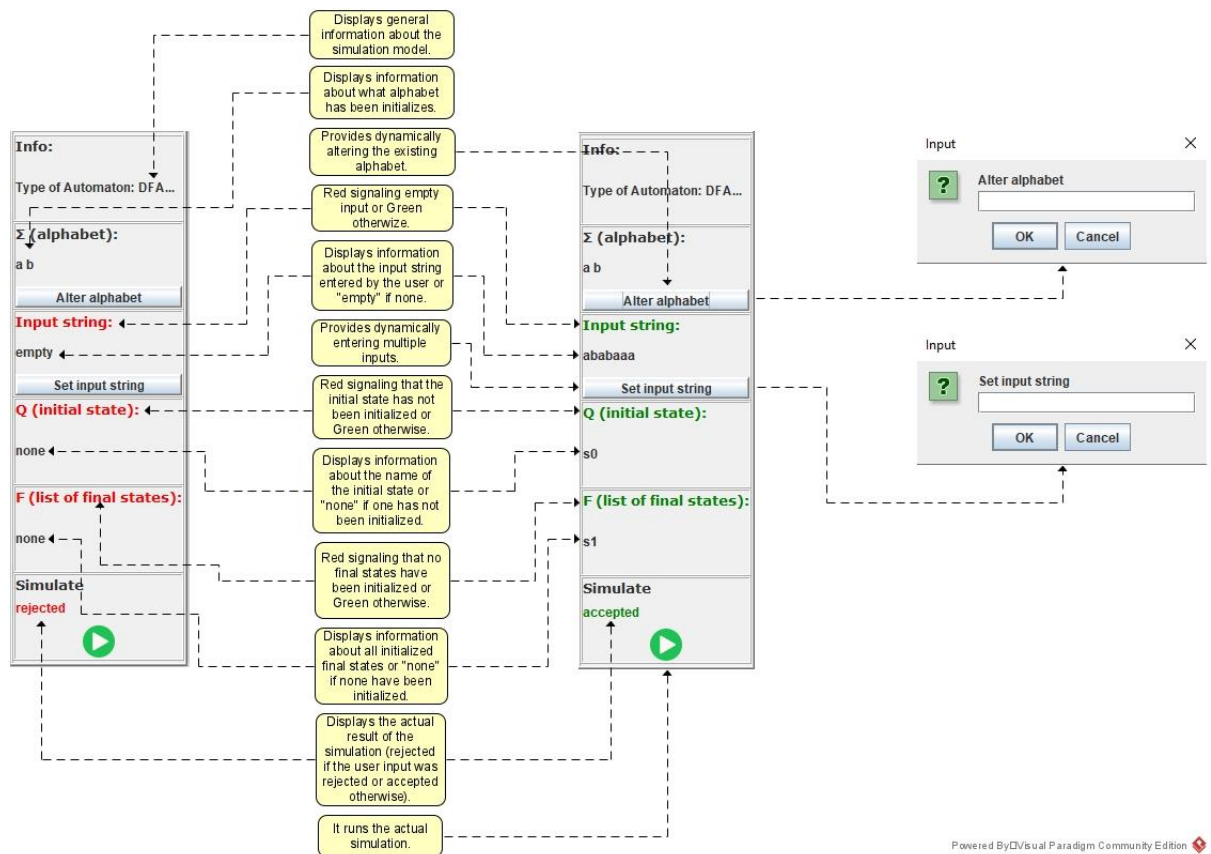 Displays general
information about the
simulation model.
Displays information
about what alphabet
has been initializes.
Provides dynamically
altering the existing
alphabet.
Red signaling empty
input or Green
otherwize.
Displays information
about the input string
entered by the user or
"empty" if none.
Provides dynamically
entering multiple
inputs.
Red signaling that the
initial state has not
been initialized or
Green otherwise.
Displays information
about the name of
the initial state or
"none" if one has not
been initialized.
Red signaling that no
final states have
been initialized or
Green otherwise.
Displays information
about all initialized
final states or "none"
if none have been
initialized.
Displays the actual
result of the
simulation (rejected
if the user input was
rejected or accepted
otherwise).
It runs the actual
simulation.
Info:
Type of Automaton: DFA...
Σ (alphabet):
a b
Alter alphabet
Input string:
empty
Set input string
Q (initial state):
none
F (list of final states):
none
Simulate
rejected
Info:
Type of Automaton: DFA...
Σ (alphabet):
a b
Alter alphabet
Input string:
ababaaa
Set input string
Q (initial state):
s0
F (list of final states):
s1
Simulate
accepted
Input
Alter alphabet
OK Cancel
Input
Set input string
OK Cancel
Powered By□Visual Paradigm Community Edition